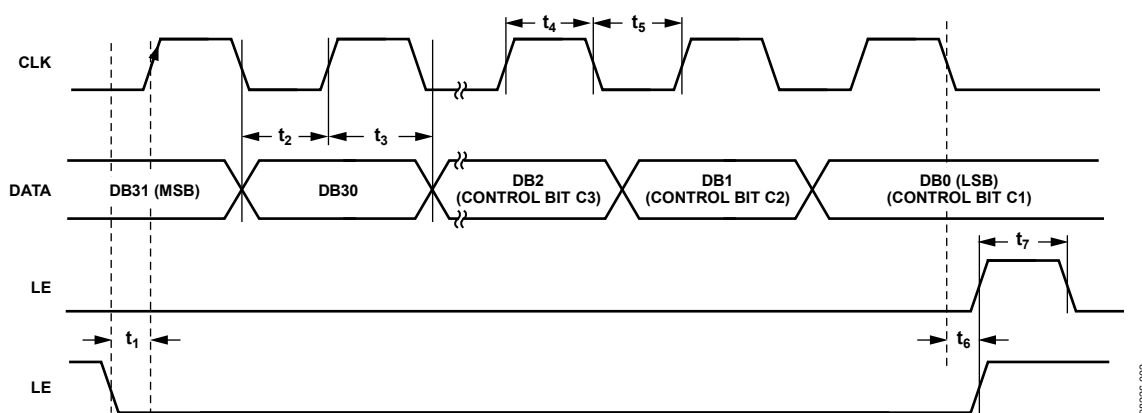 t4
t5
CLK
t2
t3
DATA
DB31 (MSB)
DB30
DB2
(CONTROL BIT C3)
DB1
(CONTROL BIT C2)
DB0 (LSB)
(CONTROL BIT C1)
t7
LE
t1
t6
LE